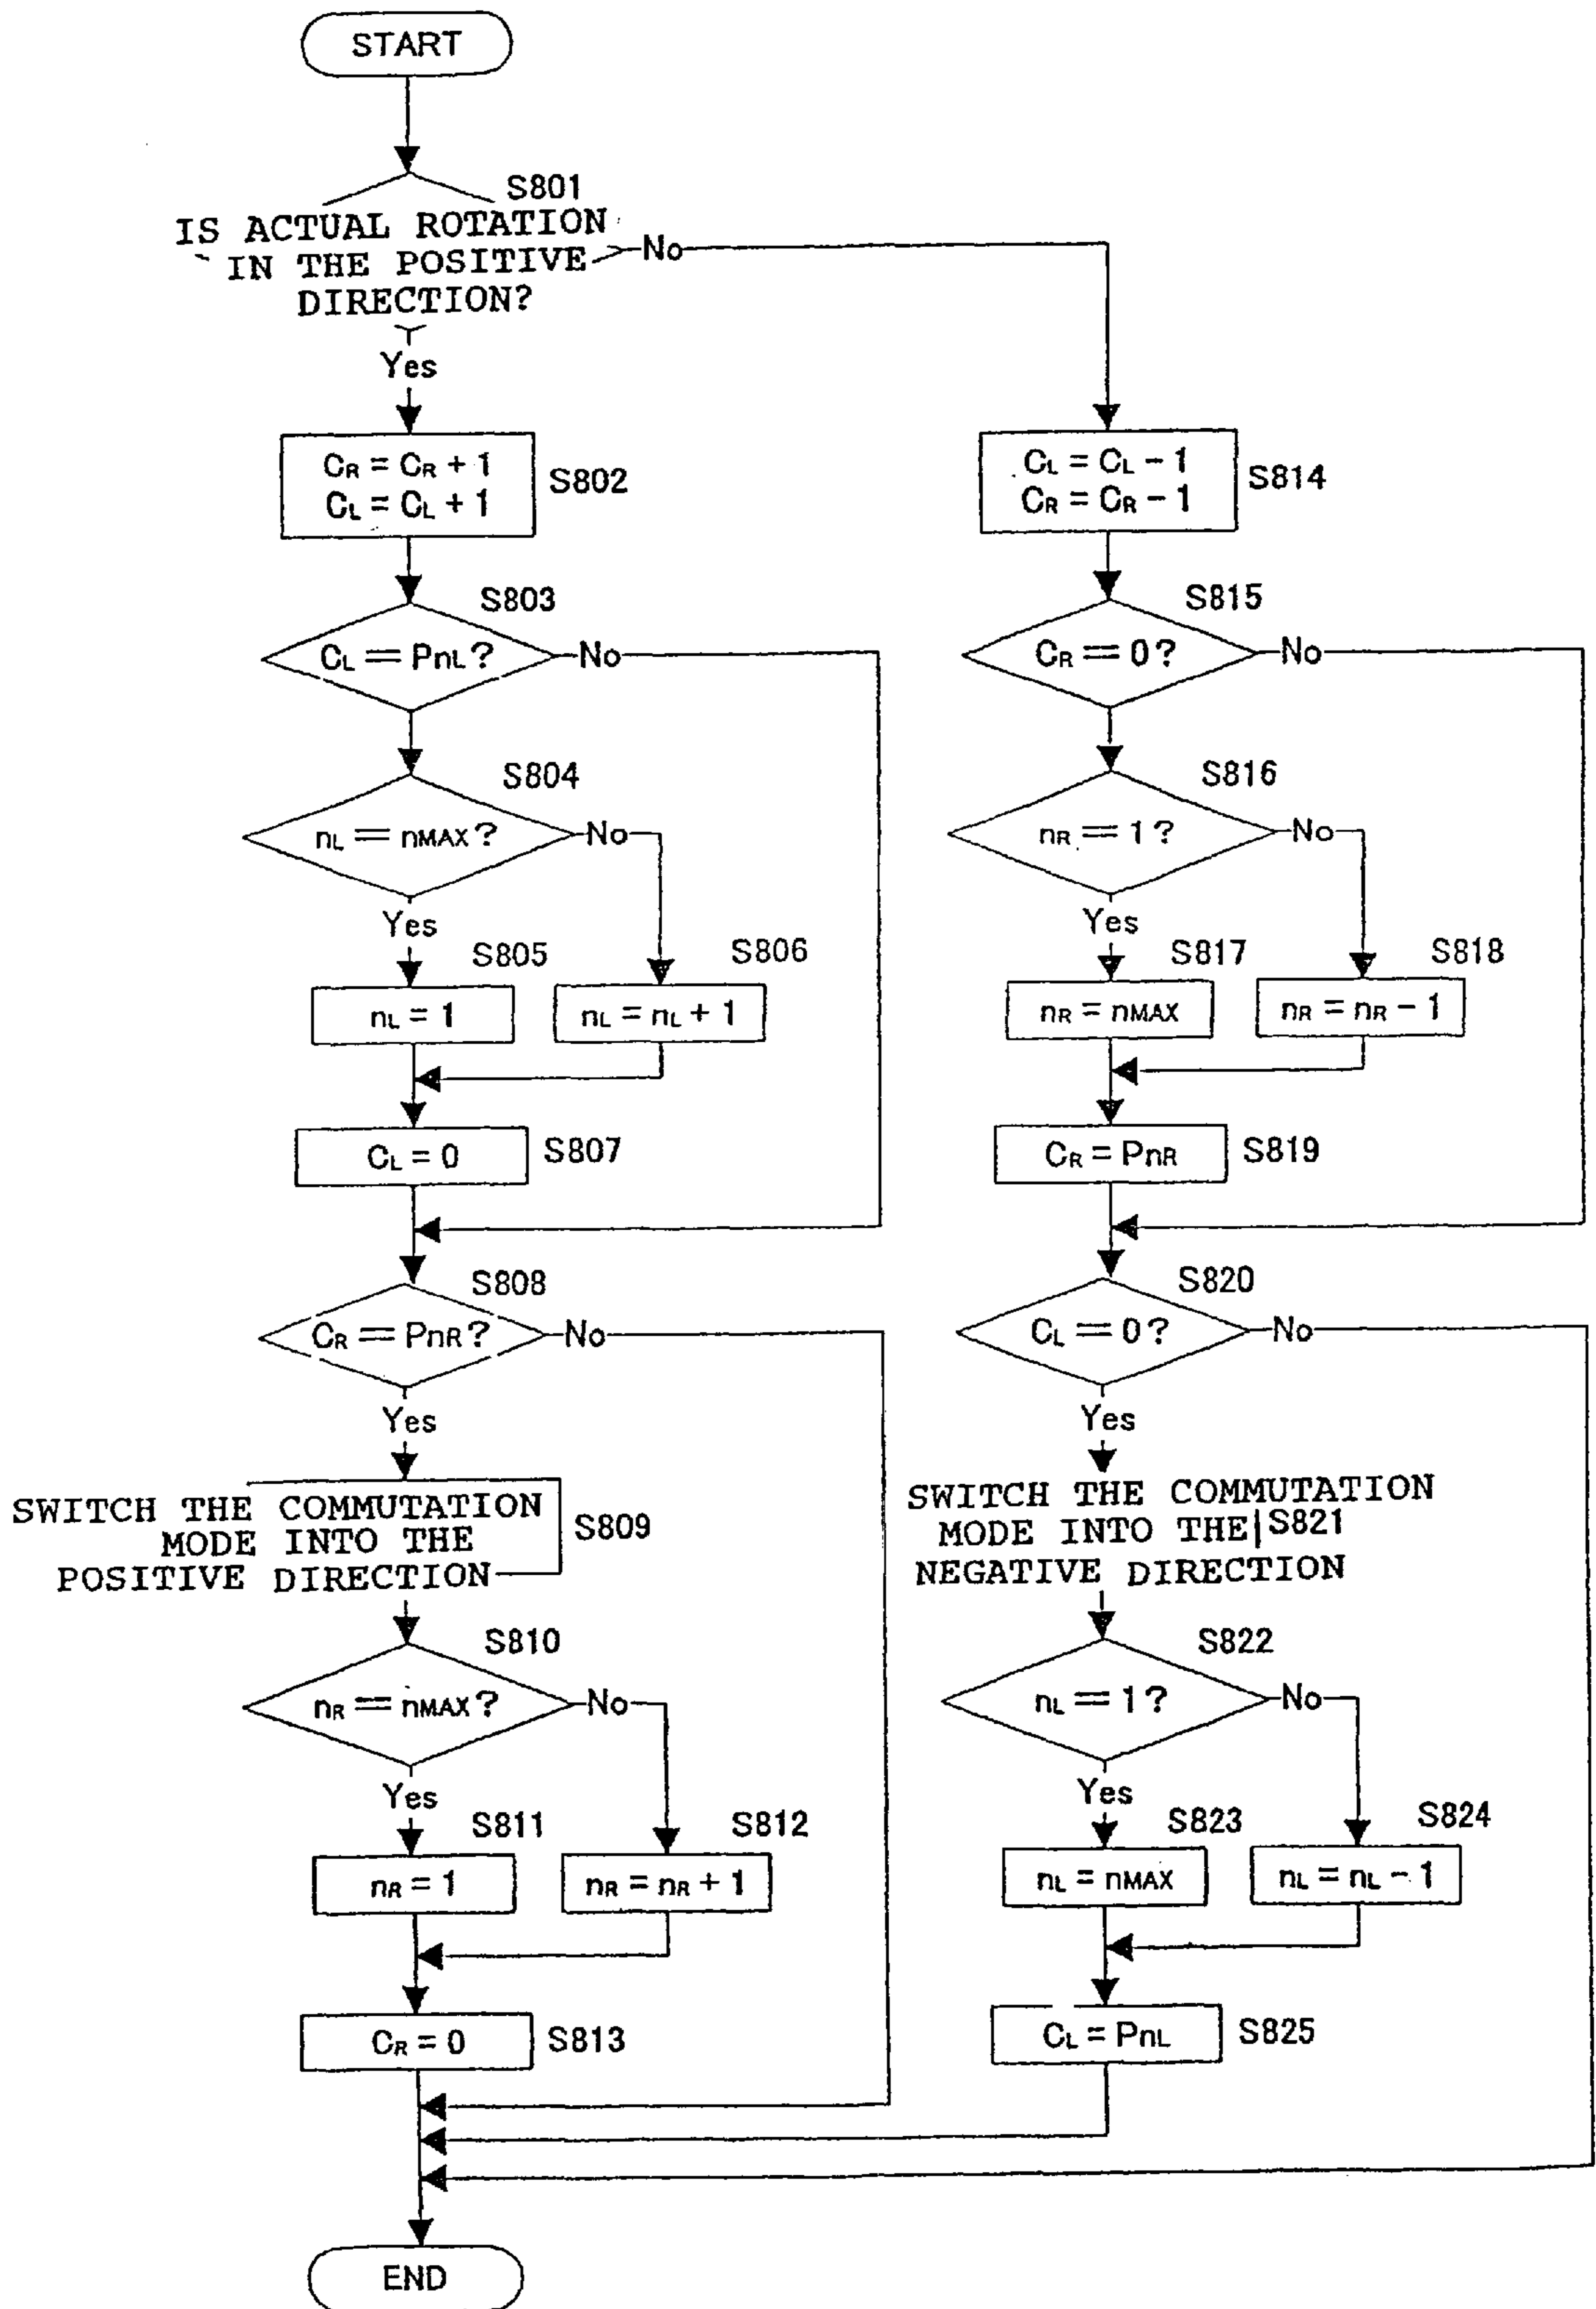 START
S801
IS ACTUAL ROTATION
IN THE POSITIVE
DIRECTION?
No
Yes
CR = CR + 1
CL = CL + 1
S802
S803
CL == PnL?
No
S804
nL == nMAX?
No
Yes
S805
nL = 1
S806
nL = nL + 1
CL = 0
S807
S808
CR == PnR?
No
Yes
SWITCH THE COMMUTATION
MODE INTO THE
POSITIVE DIRECTION
S809
S810
nR == nMAX?
No
Yes
S811
nR = 1
S812
nR = nR + 1
CR = 0
S813
CL = CL - 1
CR = CR - 1
S814
S815
CR == 0?
No
S816
nR == 1?
No
Yes
S817
nR = nMAX
S818
nR = nR - 1
CR = PnR
S819
S820
CL == 0?
No
Yes
SWITCH THE COMMUTATION
MODE INTO THE
NEGATIVE DIRECTION
S821
S822
nL == 1?
No
Yes
S823
nL = nMAX
S824
nL = nL - 1
CL = PnL
S825
END